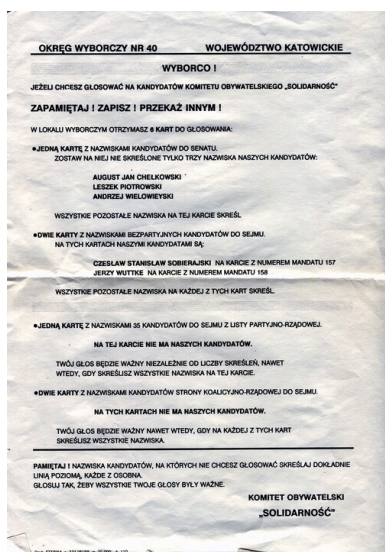 OKRĘG WYBORCZY NR 40 WOJEWÓDZTWO KATOWICKIE
WYBORCO !
JEŻELI CHCESZ GŁOSOWAĆ NA KANDYDATÓW KOMITETU OBYWATELSKIEGO „SOLIDARNOŚĆ"
ZAPAMIĘTAJ ! ZAPISZ ! PRZEKAŻ INNYM !
W LOKALU WYBORCZYM OTRZYMASZ 6 KART DO GŁOSOWANIA:
●JEDNĄ KARTĘ Z NAZWISKAMI KANDYDATÓW DO SENATU.
ZOSTAW NA NIEJ NIE SKREŚLONE TYLKO TRZY NAZWISKA NASZYCH KANDYDATÓW:
AUGUST JAN CHEŁKOWSKI
LESZEK PIOTROWSKI
ANDRZEJ WIELOWIEYSKI
WSZYSTKIE POZOSTAŁE NAZWISKA NA TEJ KARCIE SKREŚL
●DWIE KARTY Z NAZWISKAMI BEZPARTYJNYCH KANDYDATÓW DO SEJMU.
NA TYCH KARTACH NASZYMI KANDYDATAMI SĄ:
CZESŁAW STANISŁAW SOBIERAJSKI NA KARCIE Z NUMEREM MANDATU 157
JERZY WUTTKE NA KARCIE Z NUMEREM MANDATU 158
WSZYSTKIE POZOSTAŁE NAZWISKA NA KAŻDEJ Z TYCH KART SKREŚL.
●JEDNĄ KARTĘ Z NAZWISKAMI 35 KANDYDATÓW DO SEJMU Z LISTY PARTYJNO-RZĄDOWEJ.
NA TEJ KARCIE NIE MA NASZYCH KANDYDATÓW.
TWÓJ GŁOS BĘDZIE WAŻNY NIEZALEŻNIE OD LICZBY SKREŚLEŃ, NAWET
WTEDY, GDY SKREŚLISZ WSZYSTKIE NAZWISKA NA TEJ KARCIE.
●DWIE KARTY Z NAZWISKAMI KANDYDATÓW STRONY KOALICYJNO-RZĄDOWEJ DO SEJMU.
NA TYCH KARTACH NIE MA NASZYCH KANDYDATÓW.
TWÓJ GŁOS BĘDZIE WAŻNY NAWET WTEDY, GDY NA KAŻDEJ Z TYCH KART
SKREŚLISZ WSZYSTKIE NAZWISKA.
PAMIĘTAJ ! NAZWISKA KANDYDATÓW, NA KTÓRYCH NIE CHCESZ GŁOSOWAĆ SKREŚLAJ DOKŁADNIE
LINIĄ POZIOMĄ, KAŻDE Z OSOBNA.
GŁOSUJ TAK, ŻEBY WSZYSTKIE TWOJE GŁOSY BYŁY WAŻNE.
KOMITET OBYWATELSKI
„SOLIDARNOŚĆ"